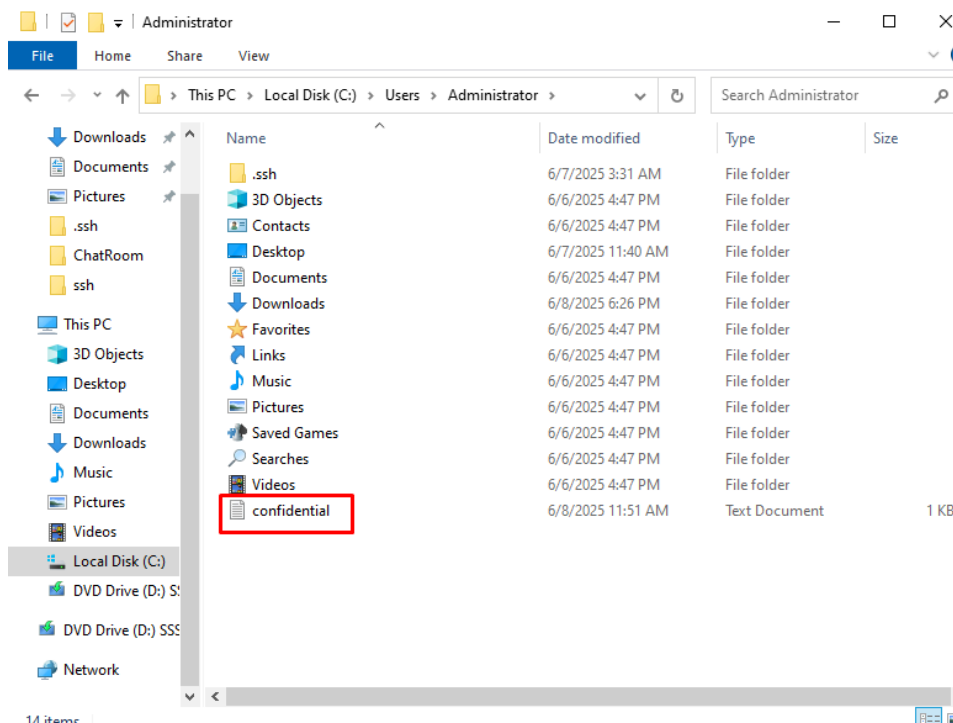 Administrator
File Home Share View
This PC Local Disk (C:) Users Administrator
Search Administrator
Downloads
Documents
Pictures
.ssh
ChatRoom
ssh
This PC
3D Objects
Desktop
Documents
Downloads
Music
Pictures
Videos
Local Disk (C:)
DVD Drive (D:) S
DVD Drive (D:) SSS
Network
Name Date modified Type Size
.ssh 6/7/2025 3:31 AM File folder
3D Objects 6/6/2025 4:47 PM File folder
Contacts 6/6/2025 4:47 PM File folder
Desktop 6/7/2025 11:40 AM File folder
Documents 6/6/2025 4:47 PM File folder
Downloads 6/8/2025 6:26 PM File folder
Favorites 6/6/2025 4:47 PM File folder
Links 6/6/2025 4:47 PM File folder
Music 6/6/2025 4:47 PM File folder
Pictures 6/6/2025 4:47 PM File folder
Saved Games 6/6/2025 4:47 PM File folder
Searches 6/6/2025 4:47 PM File folder
Videos 6/6/2025 4:47 PM File folder
confidential 6/8/2025 11:51 AM Text Document 1 KB
14 items